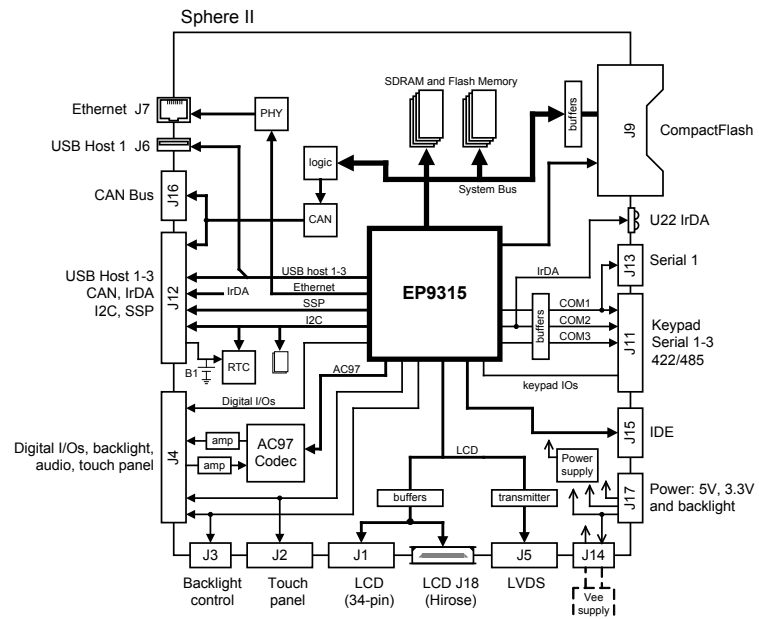 Sphere II
SDRAM and Flash Memory
buffers
J9
CompactFlash
Ethernet J7
PHY
USB Host 1 J6
logic
System Bus
CAN Bus
J16
CAN
U22 IrDA
J13
Serial 1
USB Host 1-3
CAN, IrDA
I2C, SSP
J12
USB host 1-3
IrDA
Ethernet
SSP
I2C
EP9315
IrDA
buffers
COM1
COM2
COM3
J11
Keypad
Serial 1-3
422/485
B1
RTC
AC97
keypad IOs
Digital I/Os
Digital I/Os, backlight,
audio, touch panel
J4
amp
amp
AC97
Codec
LCD
J15
IDE
Power
supply
J17
Power: 5V, 3.3V
and backlight
buffers
transmitter
J3
J2
J1
J5
J14
Backlight
control
Touch
panel
LCD
(34-pin)
LCD J18
(Hirose)
LVDS
Vee
supply